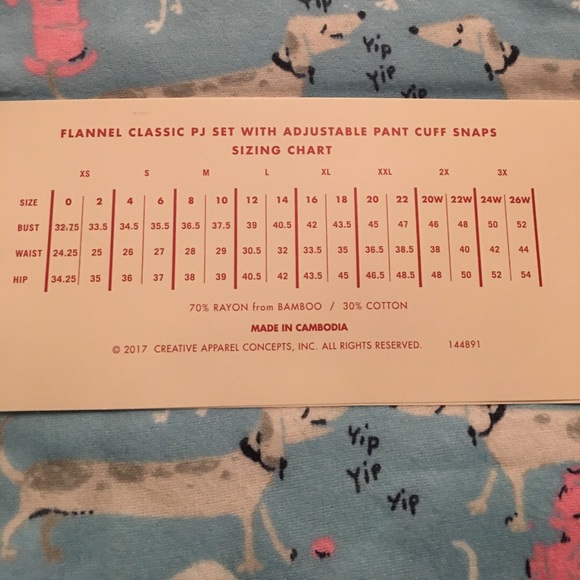 Yip
Yip
Yip
FLANNEL CLASSIC PJ SET WITH ADJUSTABLE PANT CUFF SNAPS
SIZING CHART
XS S M L XL XXL 2X 3X
SIZE 0 2 4 6 8 10 12 14 16 18 20 22 20W 22W 24W 26W
BUST 32.75 33.5 34.5 35.5 36.5 37.5 39 40.5 42 43.5 45 47 46 48 50 52
WAIST 24.25 25 26 27 28 29 30.5 32 33.5 35 36.5 38.5 38 40 42 44
HIP 34.25 35 36 37 38 39 40.5 42 43.5 45 46.5 48.5 48 50 52 54
70% RAYON from BAMBOO / 30% COTTON
MADE IN CAMBODIA
© 2017 CREATIVE APPAREL CONCEPTS, INC. ALL RIGHTS RESERVED. 144891
Yip
Yip
Yip